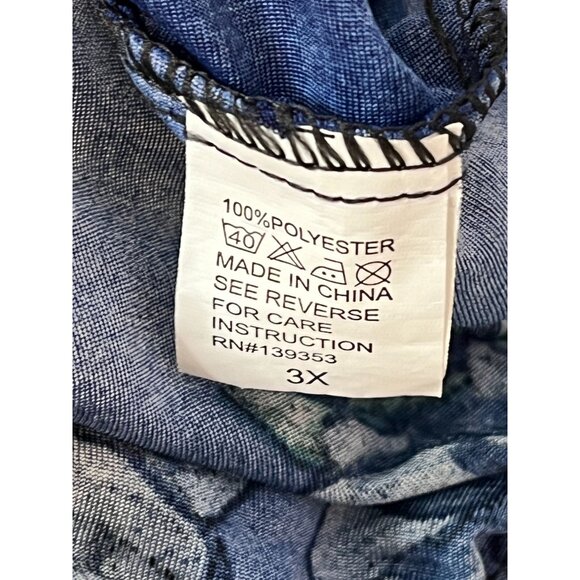 100%POLYESTER
40
MADE IN CHINA
SEE REVERSE
FOR CARE
INSTRUCTION
RN#139353
3X